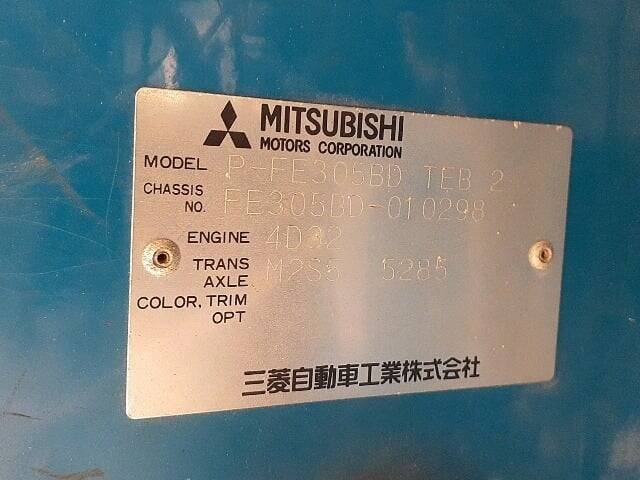 MITSUBISHI
MOTORS CORPORATION
MODEL P-FE305BD TEB 2
CHASSIS NO. FE305BD-010298
ENGINE 4D32
TRANS AXLE M2S5 5285
COLOR, TRIM OPT
三菱自動車工業株式会社